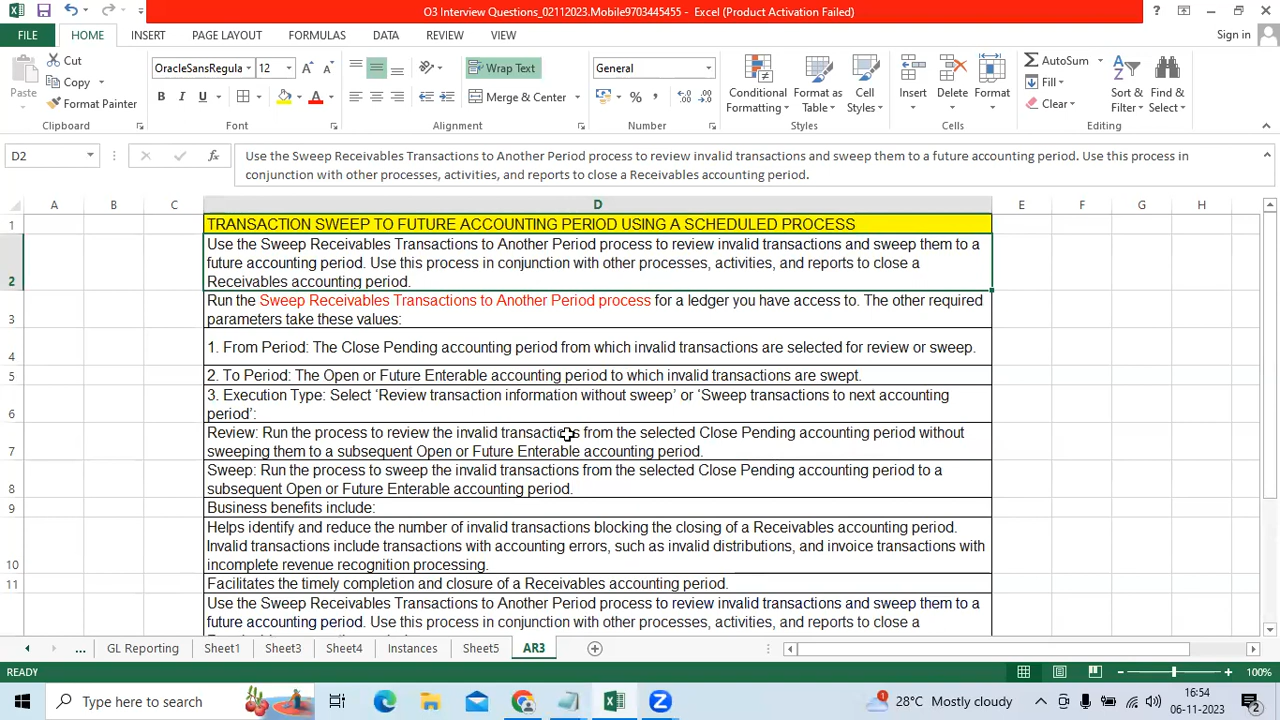 O3 Interview Questions_02112023.Mobile9703445455 - Excel (Product Activation Failed)
FILE HOME INSERT PAGE LAYOUT FORMULAS DATA REVIEW VIEW Sign in
Cut
Copy
Format Painter
Paste
Clipboard
OracleSansRegula 12
B I U
Font
Wrap Text
Merge & Center
Alignment
General
Number
Conditional Formatting
Format as Table
Cell Styles
Styles
Insert Delete Format
Cells
AutoSum
Fill
Clear
Sort & Filter
Find & Select
Editing
D2
Use the Sweep Receivables Transactions to Another Period process to review invalid transactions and sweep them to a future accounting period. Use this process in
conjunction with other processes, activities, and reports to close a Receivables accounting period.
A B C D E F G H
1 TRANSACTION SWEEP TO FUTURE ACCOUNTING PERIOD USING A SCHEDULED PROCESS
Use the Sweep Receivables Transactions to Another Period process to review invalid transactions and sweep them to a
future accounting period. Use this process in conjunction with other processes, activities, and reports to close a
2 Receivables accounting period.
Run the Sweep Receivables Transactions to Another Period process for a ledger you have access to. The other required
3 parameters take these values:
4 1. From Period: The Close Pending accounting period from which invalid transactions are selected for review or sweep.
5 2. To Period: The Open or Future Enterable accounting period to which invalid transactions are swept.
3. Execution Type: Select ‘Review transaction information without sweep’ or ‘Sweep transactions to next accounting
6 period’:
Review: Run the process to review the invalid transactions from the selected Close Pending accounting period without
7 sweeping them to a subsequent Open or Future Enterable accounting period.
Sweep: Run the process to sweep the invalid transactions from the selected Close Pending accounting period to a
8 subsequent Open or Future Enterable accounting period.
9 Business benefits include:
Helps identify and reduce the number of invalid transactions blocking the closing of a Receivables accounting period.
Invalid transactions include transactions with accounting errors, such as invalid distributions, and invoice transactions with
10 incomplete revenue recognition processing.
11 Facilitates the timely completion and closure of a Receivables accounting period.
Use the Sweep Receivables Transactions to Another Period process to review invalid transactions and sweep them to a
future accounting period. Use this process in conjunction with other processes, activities, and reports to close a
... GL Reporting Sheet1 Sheet3 Sheet4 Instances Sheet5 AR3
READY 100%
Type here to search 28°C Mostly cloudy 16:54
06-11-2023 2